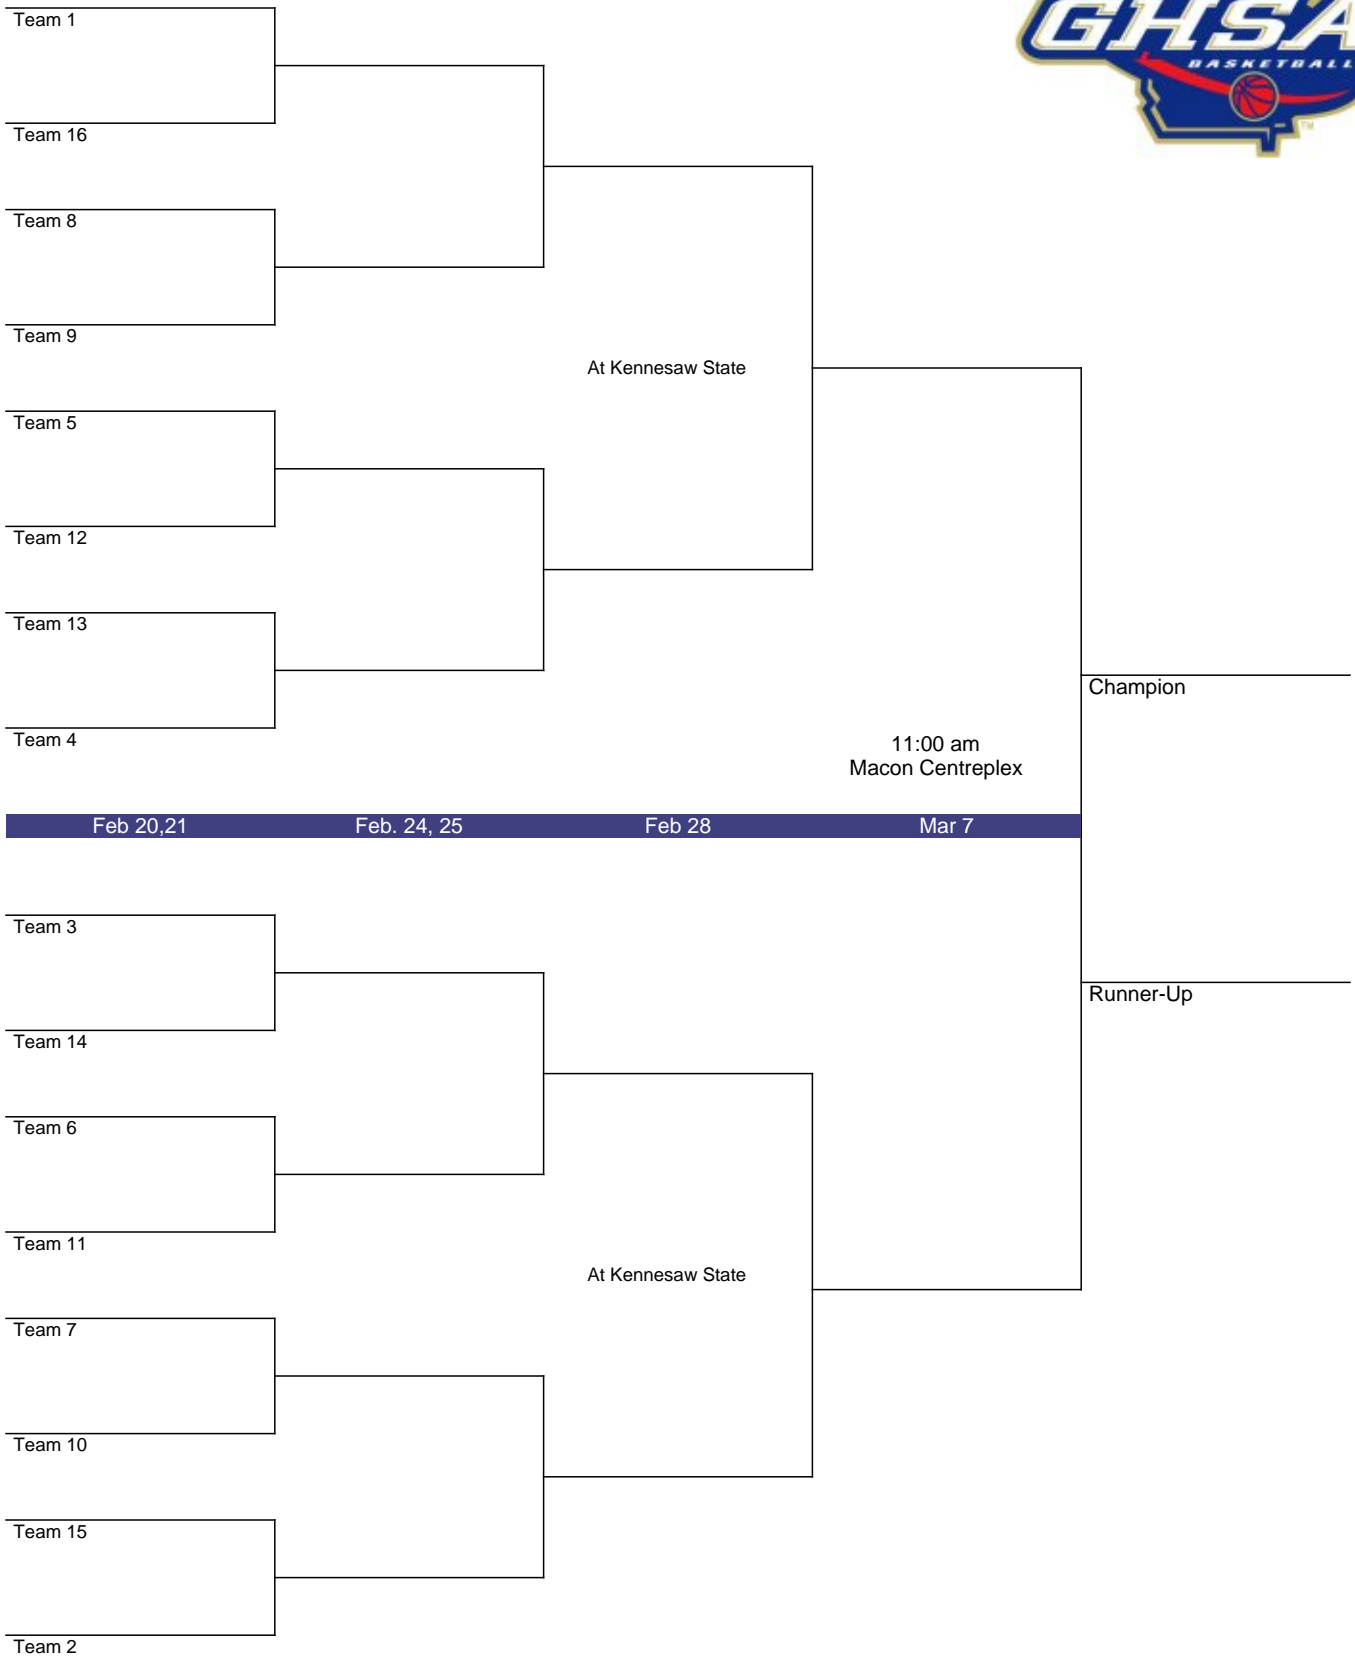 GHSA
BASKETBALL
TM
Team 1
Team 16
Team 8
Team 9
At Kennesaw State
Team 5
Team 12
Team 13
Team 4
Champion
11:00 am
Macon Centreplex
Feb 20,21 Feb. 24, 25 Feb 28 Mar 7
Team 3
Team 14
Runner-Up
Team 6
Team 11
At Kennesaw State
Team 7
Team 10
Team 15
Team 2